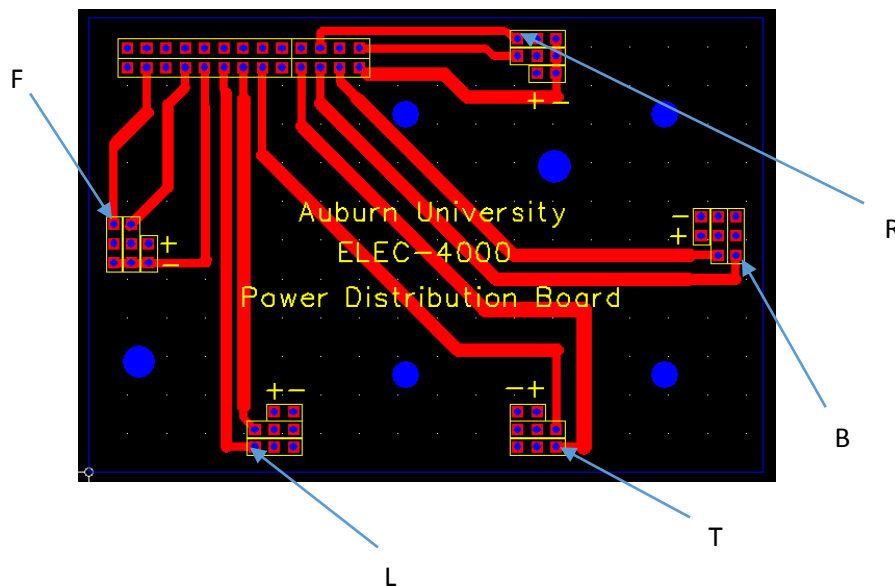 F
+ -
R
Auburn University
- 
+
ELEC-4000
+
-
Power Distribution Board
+-
-+
B
T
L